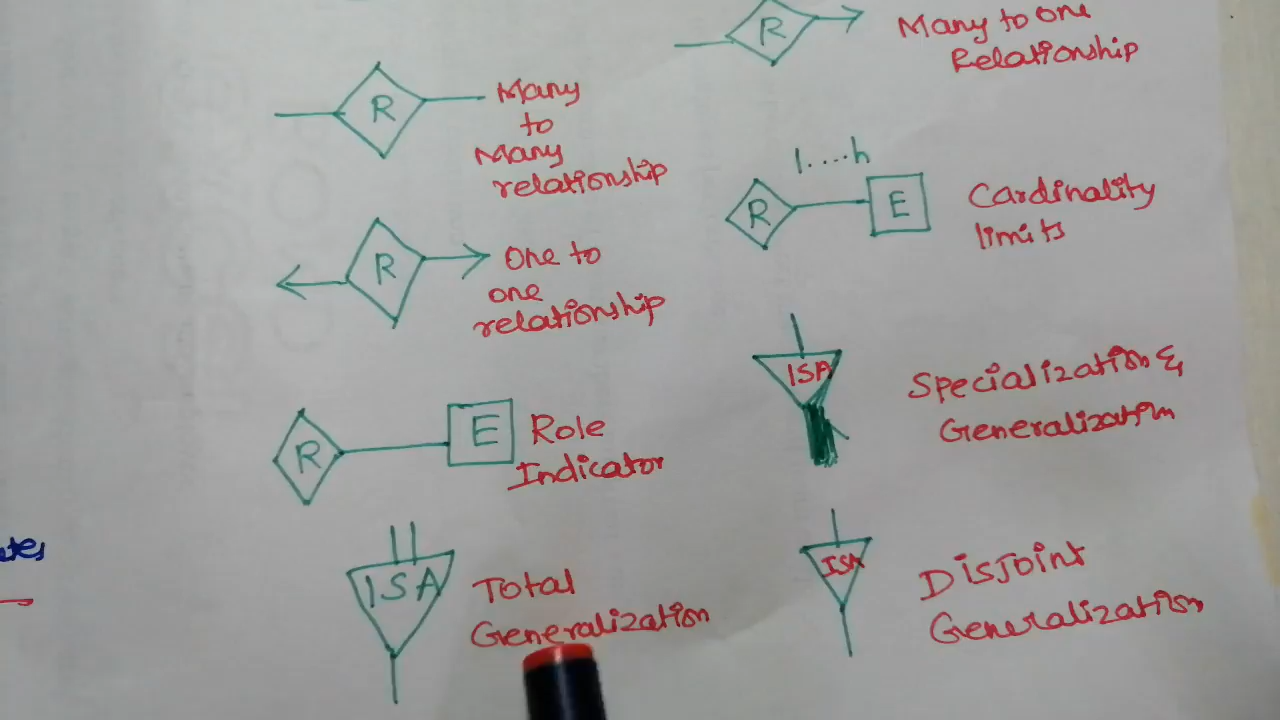 R
Many to one
Relationship
R
Many
to
Many
relationship
1....h
R
E
Cardinality
limits
R
One to
one
relationship
ISA
Specialization &
Generalization
R
E
Role
Indicator
ISA
Total
Generalization
ISA
Disjoint
Generalization